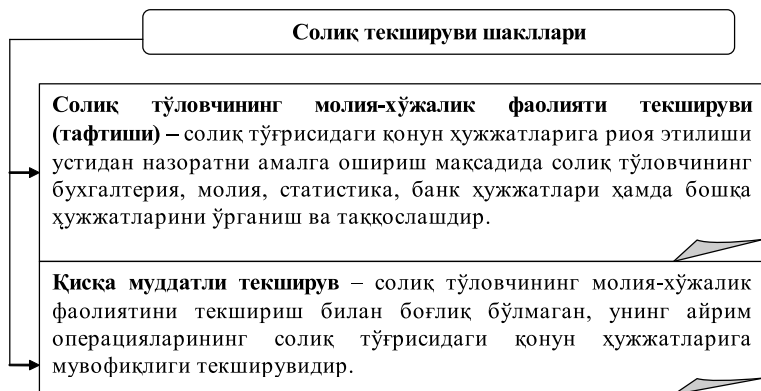 Солиқ текшируви шакллари
Солиқ тўловчининг молия-хўжалик фаолияти текшируви
(тафтиши) – солиқ тўғрисидаги қонун ҳужжатларига риоя этилиши
устидан назоратни амалга ошириш мақсадида солиқ тўловчининг
бухгалтерия, молия, статистика, банк ҳужжатлари ҳамда бошқа
ҳужжатларини ўрганиш ва таққослашдир.
Қисқа муддатли текширув – солиқ тўловчининг молия-хўжалик
фаолиятини текшириш билан боғлиқ бўлмаган, унинг айрим
операцияларининг солиқ тўғрисидаги қонун ҳужжатларига
мувофиқлиги текширувидир.